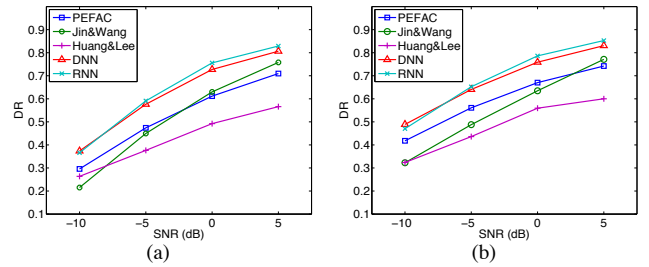 PEFAC
Jin&Wang
Huang&Lee
DNN
RNN
0.9
0.8
0.7
0.6
0.5
0.4
0.3
0.2
0.1
DR
−10
−5
0
5
SNR (dB)
(a)
PEFAC
Jin&Wang
Huang&Lee
DNN
RNN
0.9
0.8
0.7
0.6
0.5
0.4
0.3
0.2
0.1
DR
−10
−5
0
5
SNR (dB)
(b)